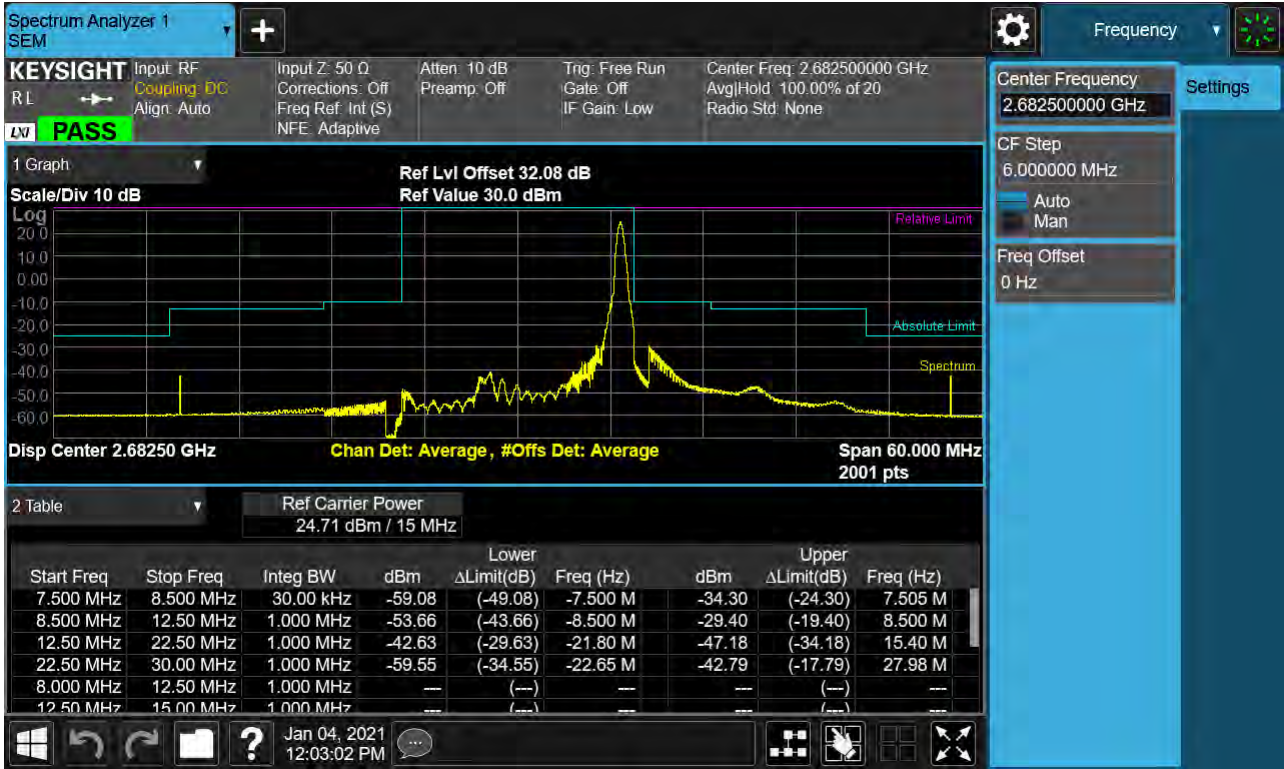 Spectrum Analyzer 1
SEM
+
Frequency
KEYSIGHT
RL
LXI
PASS
Input: RF
Coupling: DC
Align: Auto
Input Z: 50 Ω
Corrections: Off
Freq Ref: Int (S)
NFE: Adaptive
Atten: 10 dB
Preamp: Off
Trig: Free Run
Gate: Off
IF Gain: Low
Center Freq: 2.682500000 GHz
Avg|Hold: 100.00% of 20
Radio Std: None
Center Frequency
2.682500000 GHz
Settings
CF Step
6.000000 MHz
Auto
Man
Freq Offset
0 Hz
1 Graph
Scale/Div 10 dB
Ref Lvl Offset 32.08 dB
Ref Value 30.0 dBm
Log
20.0
10.0
0.00
-10.0
-20.0
-30.0
-40.0
-50.0
-60.0
Relative Limit
Absolute Limit
Spectrum
Disp Center 2.68250 GHz
Chan Det: Average, #Offs Det: Average
Span 60.000 MHz
2001 pts
2 Table
Ref Carrier Power
24.71 dBm / 15 MHz
Lower Upper
Start Freq Stop Freq Integ BW dBm ΔLimit(dB) Freq (Hz) dBm ΔLimit(dB) Freq (Hz)
7.500 MHz 8.500 MHz 30.00 kHz -59.08 (-49.08) -7.500 M -34.30 (-24.30) 7.505 M
8.500 MHz 12.50 MHz 1.000 MHz -53.66 (-43.66) -8.500 M -29.40 (-19.40) 8.500 M
12.50 MHz 22.50 MHz 1.000 MHz -42.63 (-29.63) -21.80 M -47.18 (-34.18) 15.40 M
22.50 MHz 30.00 MHz 1.000 MHz -59.55 (-34.55) -22.65 M -42.79 (-17.79) 27.98 M
8.000 MHz 12.50 MHz 1.000 MHz --- (---) --- --- (---) ---
12.50 MHz 15.00 MHz 1.000 MHz --- (---) --- --- (---) ---
?
Jan 04, 2021
12:03:02 PM